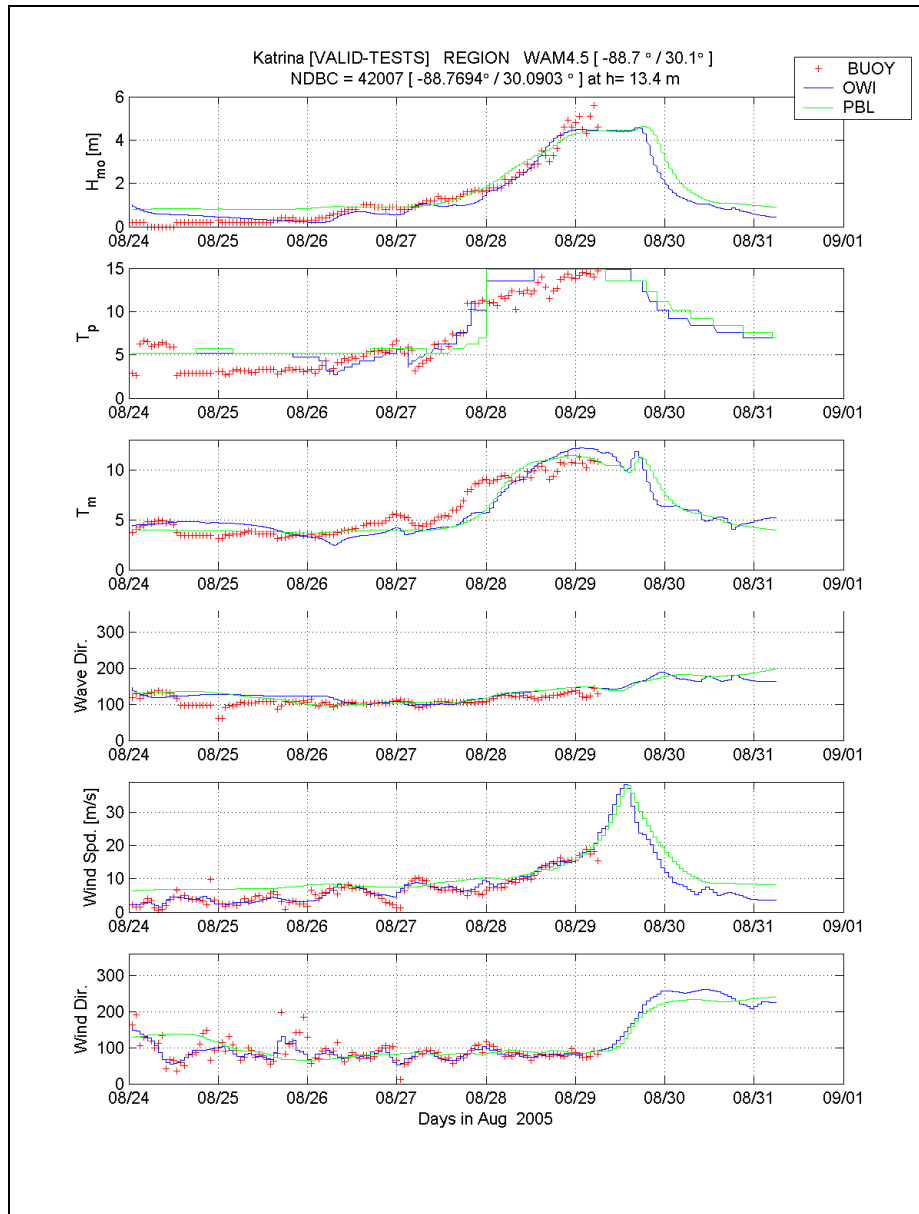 Katrina [VALID-TESTS] REGION WAM4.5 [ -88.7 ° / 30.1° ]
NDBC = 42007 [ -88.7694° / 30.0903 ° ] at h= 13.4 m
BUOY
OWI
PBL
6
4
2
0
H mo [m]
08/24 08/25 08/26 08/27 08/28 08/29 08/30 08/31 09/01
15
10
5
0
T p
08/24 08/25 08/26 08/27 08/28 08/29 08/30 08/31 09/01
10
5
0
T m
08/24 08/25 08/26 08/27 08/28 08/29 08/30 08/31 09/01
300
200
100
0
Wave Dir.
08/24 08/25 08/26 08/27 08/28 08/29 08/30 08/31 09/01
30
20
10
0
Wind Spd. [m/s]
08/24 08/25 08/26 08/27 08/28 08/29 08/30 08/31 09/01
300
200
100
0
Wind Dir.
08/24 08/25 08/26 08/27 08/28 08/29 08/30 08/31 09/01
Days in Aug 2005